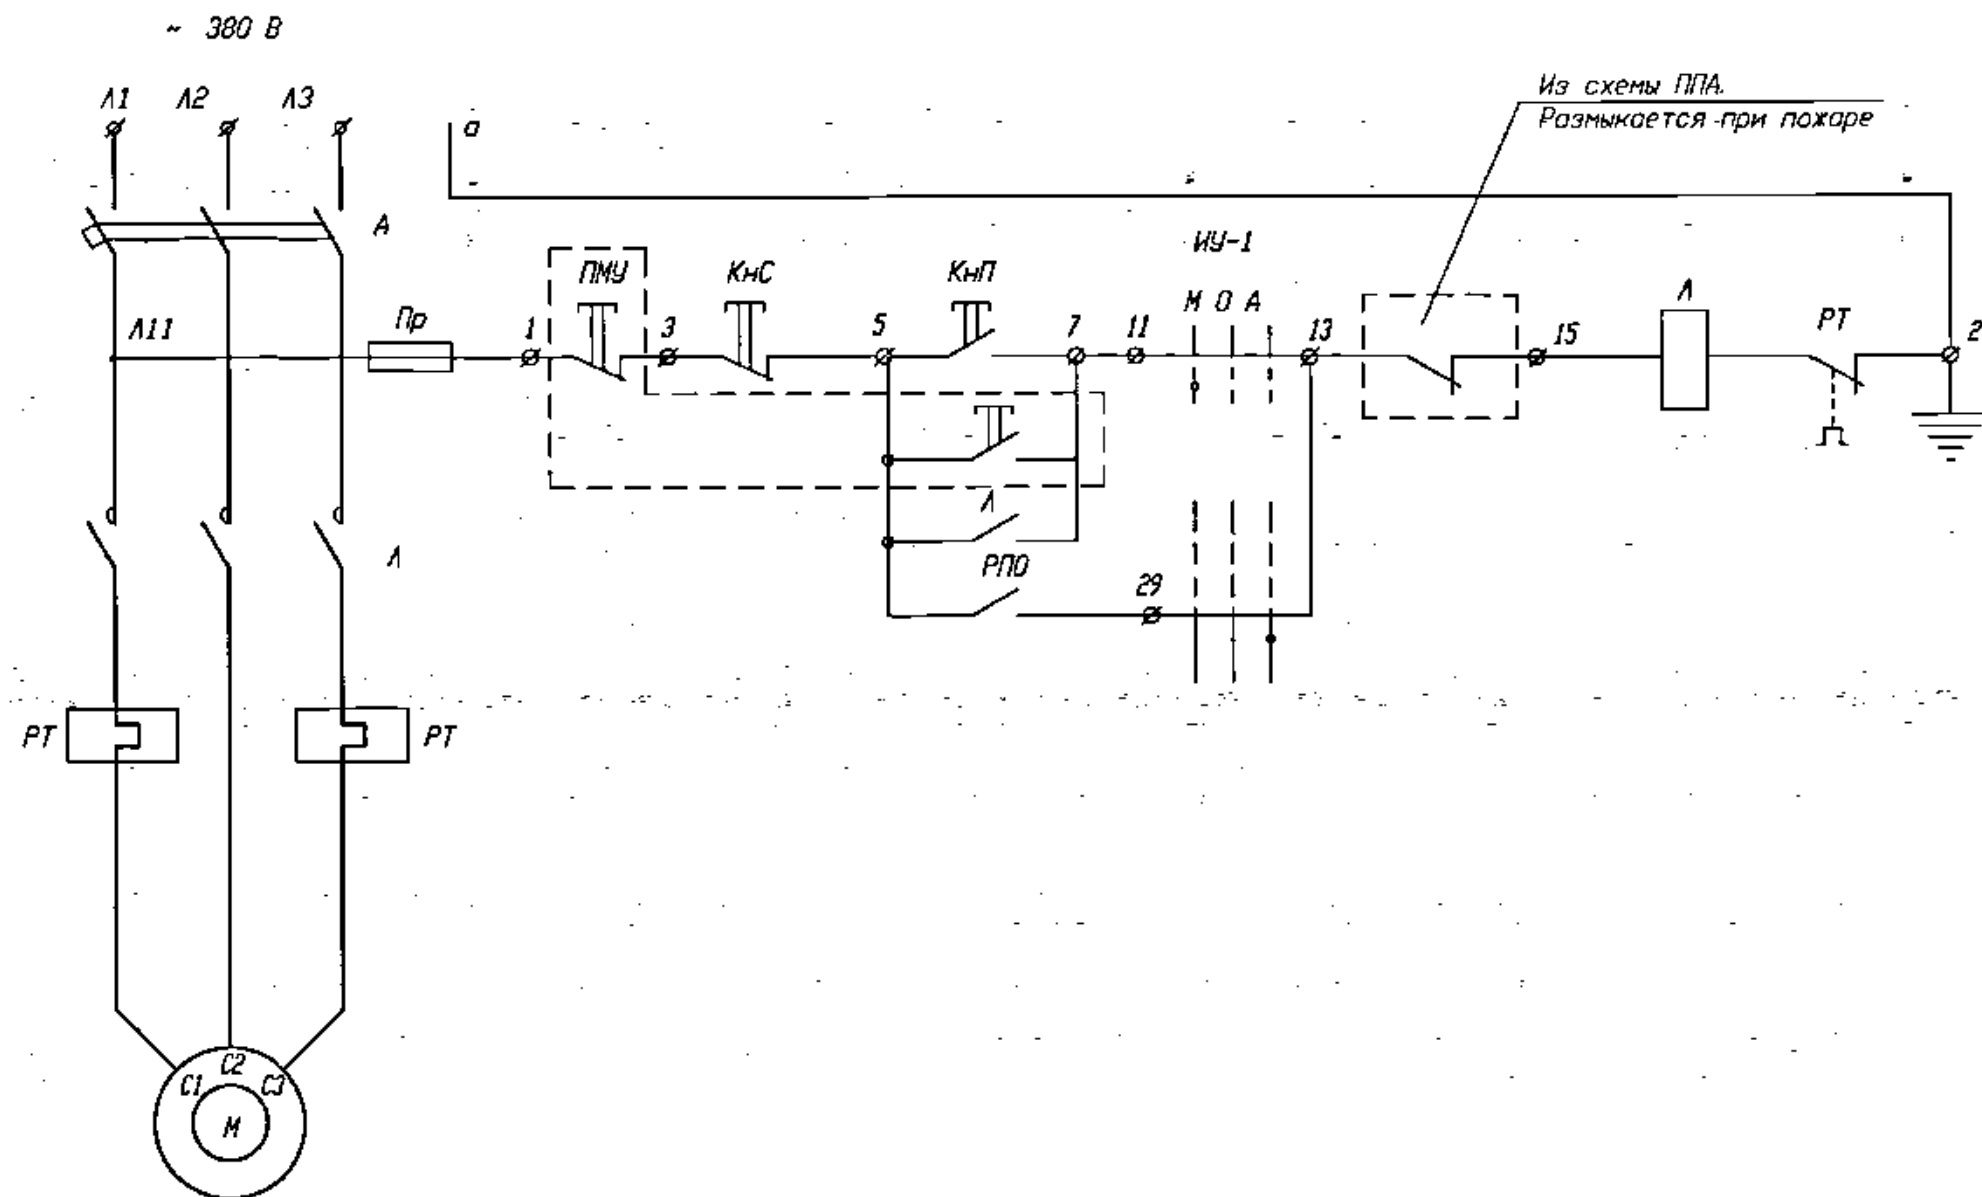 ~ 380 В
Л1 Л2 Л3
о
Из схемы ППА.
Размыкается при пожаре
А
ИУ-1
ПМУ КнС КнП
М О А
Л
Л11 Пр 1 3 5 7 11 13 15 РТ 2
Л
Л
РПО
29
РТ РТ
С1 С2 С3
М